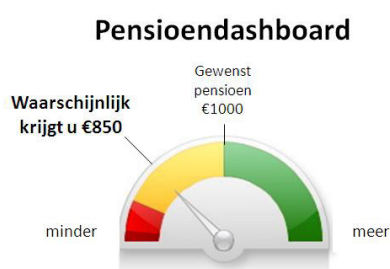 Pensioendashboard
Gewenst
pensioen
€1000
Waarschijnlijk
krijgt u €850
minder
meer